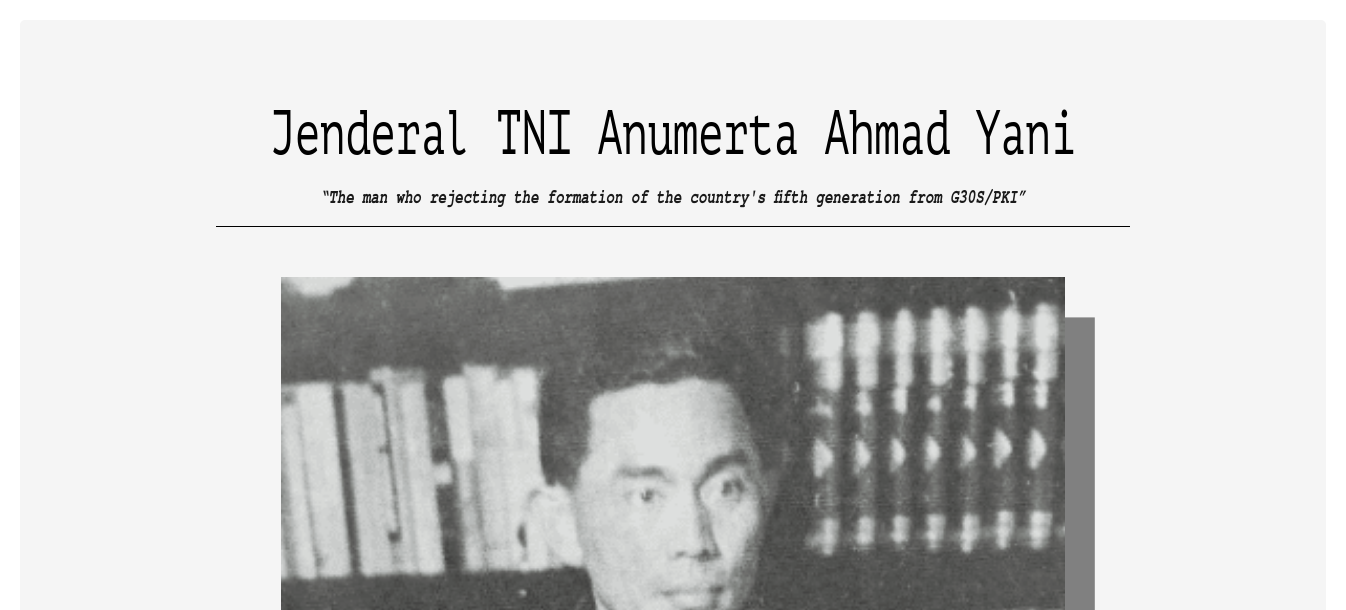 Jenderal TNI Anumerta Ahmad Yani
“The man who rejecting the formation of the country's fifth generation from G30S/PKI”